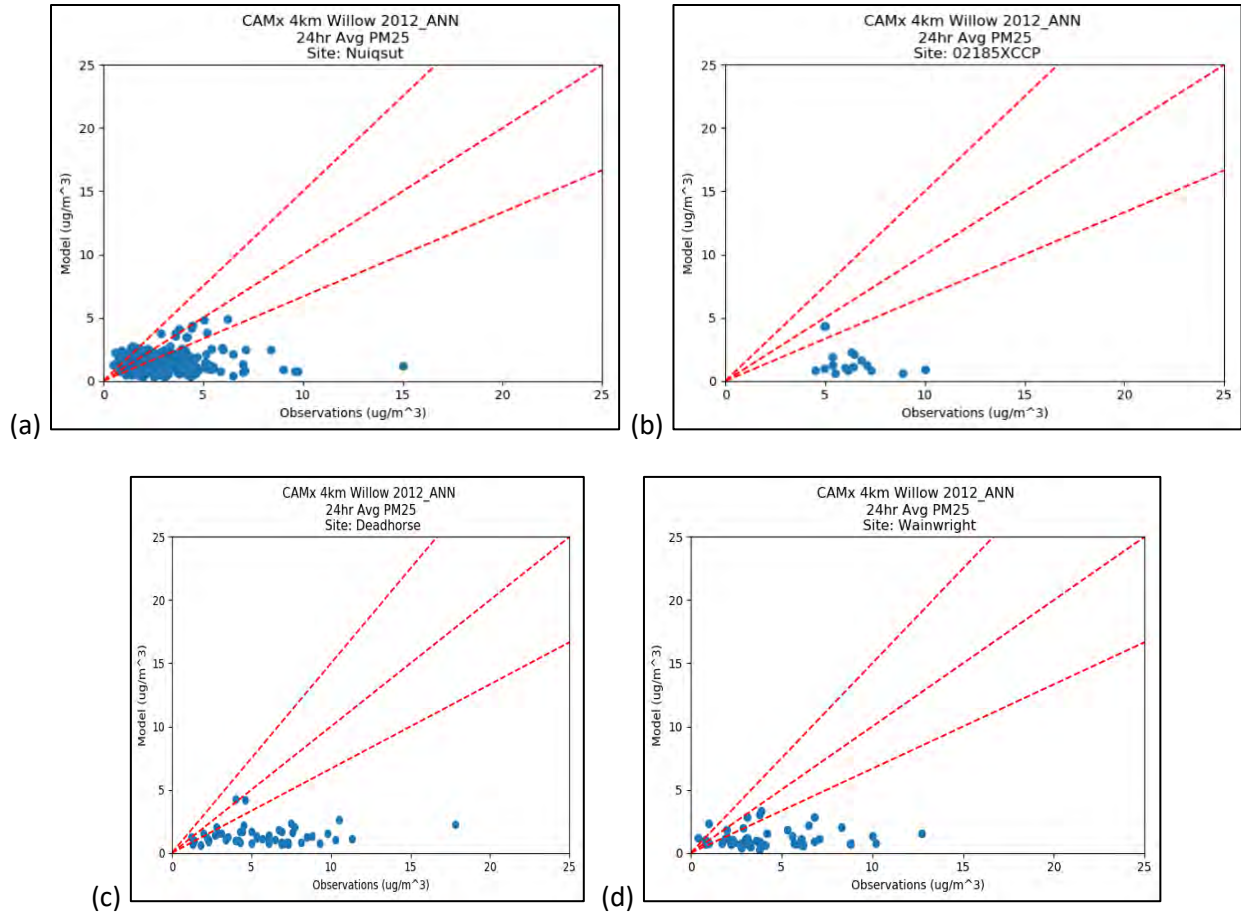 CAMx 4km Willow 2012_ANN
24hr Avg PM25
Site: Nuiqsut
25
20
15
10
5
0
Model (ug/m^3)
0 5 10 15 20 25
Observations (ug/m^3)
(a)
CAMx 4km Willow 2012_ANN
24hr Avg PM25
Site: 02185XCCP
25
20
15
10
5
0
Model (ug/m^3)
0 5 10 15 20 25
Observations (ug/m^3)
(b)
CAMx 4km Willow 2012_ANN
24hr Avg PM25
Site: Deadhorse
25
20
15
10
5
0
Model (ug/m^3)
0 5 10 15 20 25
Observations (ug/m^3)
(c)
CAMx 4km Willow 2012_ANN
24hr Avg PM25
Site: Wainwright
25
20
15
10
5
0
Model (ug/m^3)
0 5 10 15 20 25
Observations (ug/m^3)
(d)